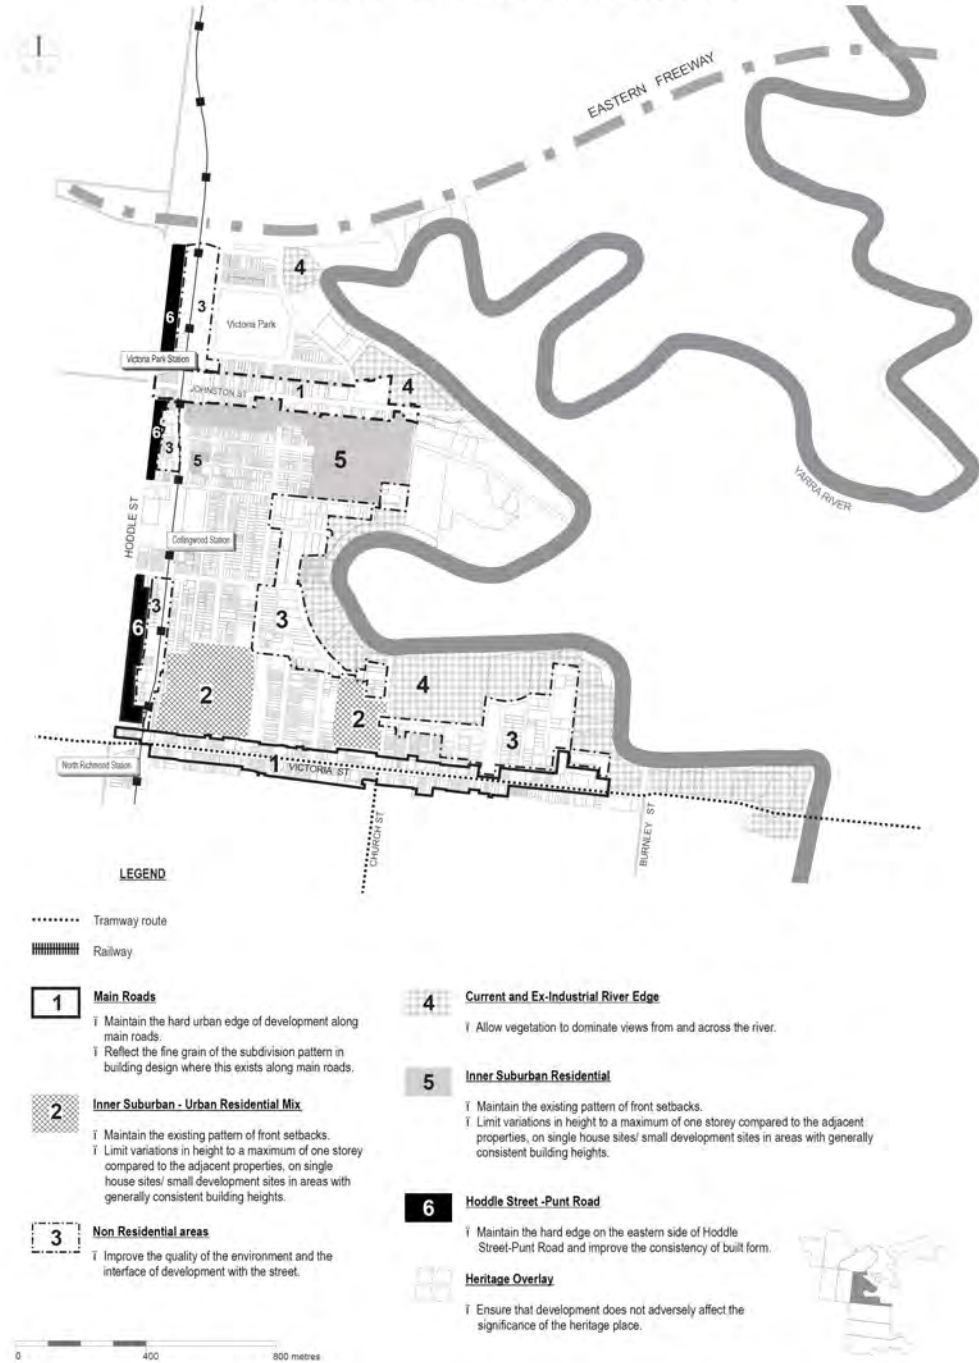 EASTERN FREEWAY
4
3
6
Victoria Park
Victoria Park Station
JOHNSTON ST
1
4
6
3
5
5
YARRA RIVER
HODDLE ST
Collingwood Station
3
6
3
2
4
2
3
North Richmond Station
1
VICTORIA ST
CHURCH ST
BURNLEY ST
LEGEND
Tramway route
Railway
1
Main Roads
ï Maintain the hard urban edge of development along
main roads.
ï Reflect the fine grain of the subdivision pattern in
building design where this exists along main roads.
2
Inner Suburban - Urban Residential Mix
ï Maintain the existing pattern of front setbacks.
ï Limit variations in height to a maximum of one storey
compared to the adjacent properties, on single
house sites/ small development sites in areas with
generally consistent building heights.
3
Non Residential areas
ï Improve the quality of the environment and the
interface of development with the street.
4
Current and Ex-Industrial River Edge
ï Allow vegetation to dominate views from and across the river.
5
Inner Suburban Residential
ï Maintain the existing pattern of front setbacks.
ï Limit variations in height to a maximum of one storey compared to the adjacent
properties, on single house sites/ small development sites in areas with generally
consistent building heights.
6
Hoddle Street -Punt Road
ï Maintain the hard edge on the eastern side of Hoddle
Street-Punt Road and improve the consistency of built form.
Heritage Overlay
ï Ensure that development does not adversely affect the
significance of the heritage place.
0
400
800 metres